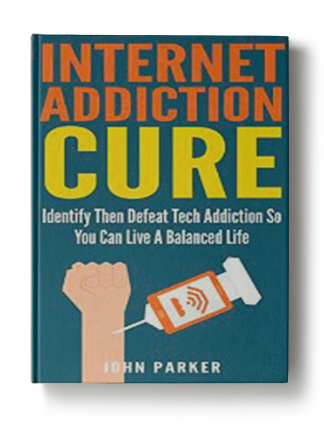 INTERNET
ADDICTION
CURE
Identify Then Defeat Tech Addiction So
You Can Live A Balanced Life
JOHN PARKER